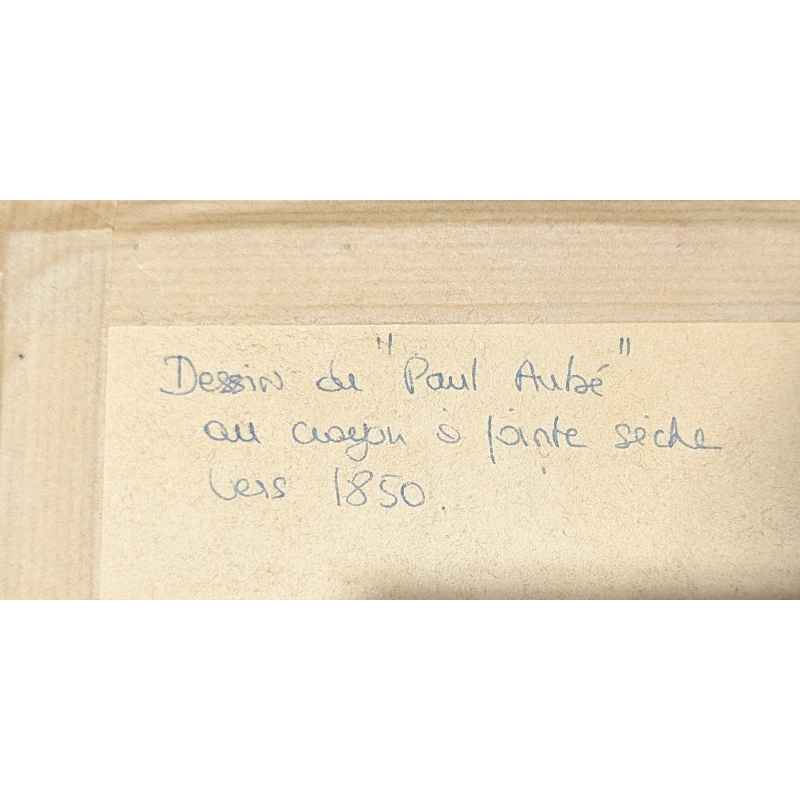 Dessin de "Paul Aubé"
au crayon à pointe sèche
vers 1850.